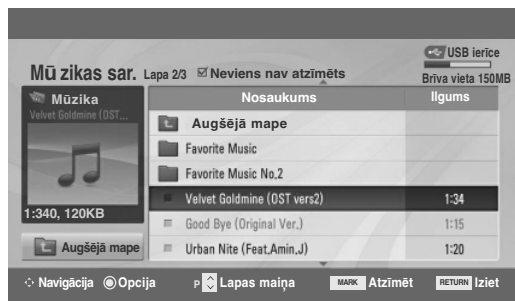 USB ierīce
Mū zikas sar. Lapa 2/3 Neviens nav atzīmēts
Brīva vieta 150MB
Mūzika
Velvet Goldmine (OST...
1:340, 120KB
Augšējā mape
Nosaukums Ilgums
Augšējā mape
Favorite Music
Favorite Music No.2
Velvet Goldmine (OST vers2) 1:34
Good Bye (Original Ver.) 1:15
Urban Nite (Feat.Amin.J) 1:20
Navigācija Opcija P Lapas maiņa MARK Atzīmēt RETURN Iziet